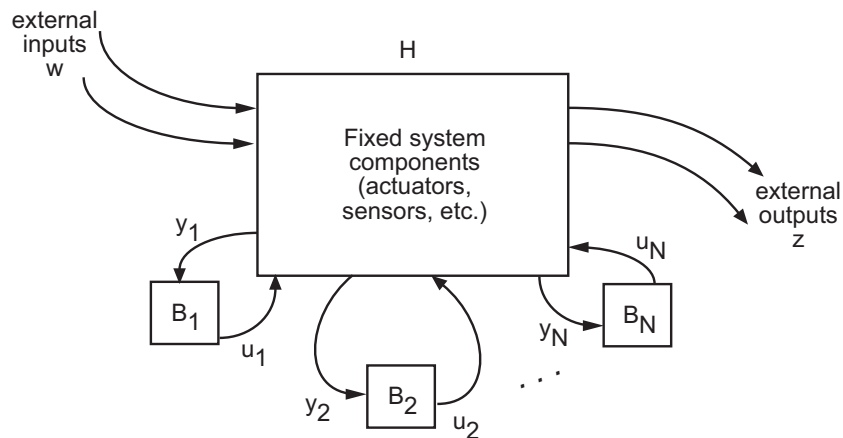 external
inputs
w
H
Fixed system
components
(actuators,
sensors, etc.)
external
outputs
z
y1
B1
u1
y2
B2
u2
. . .
yN
BN
uN